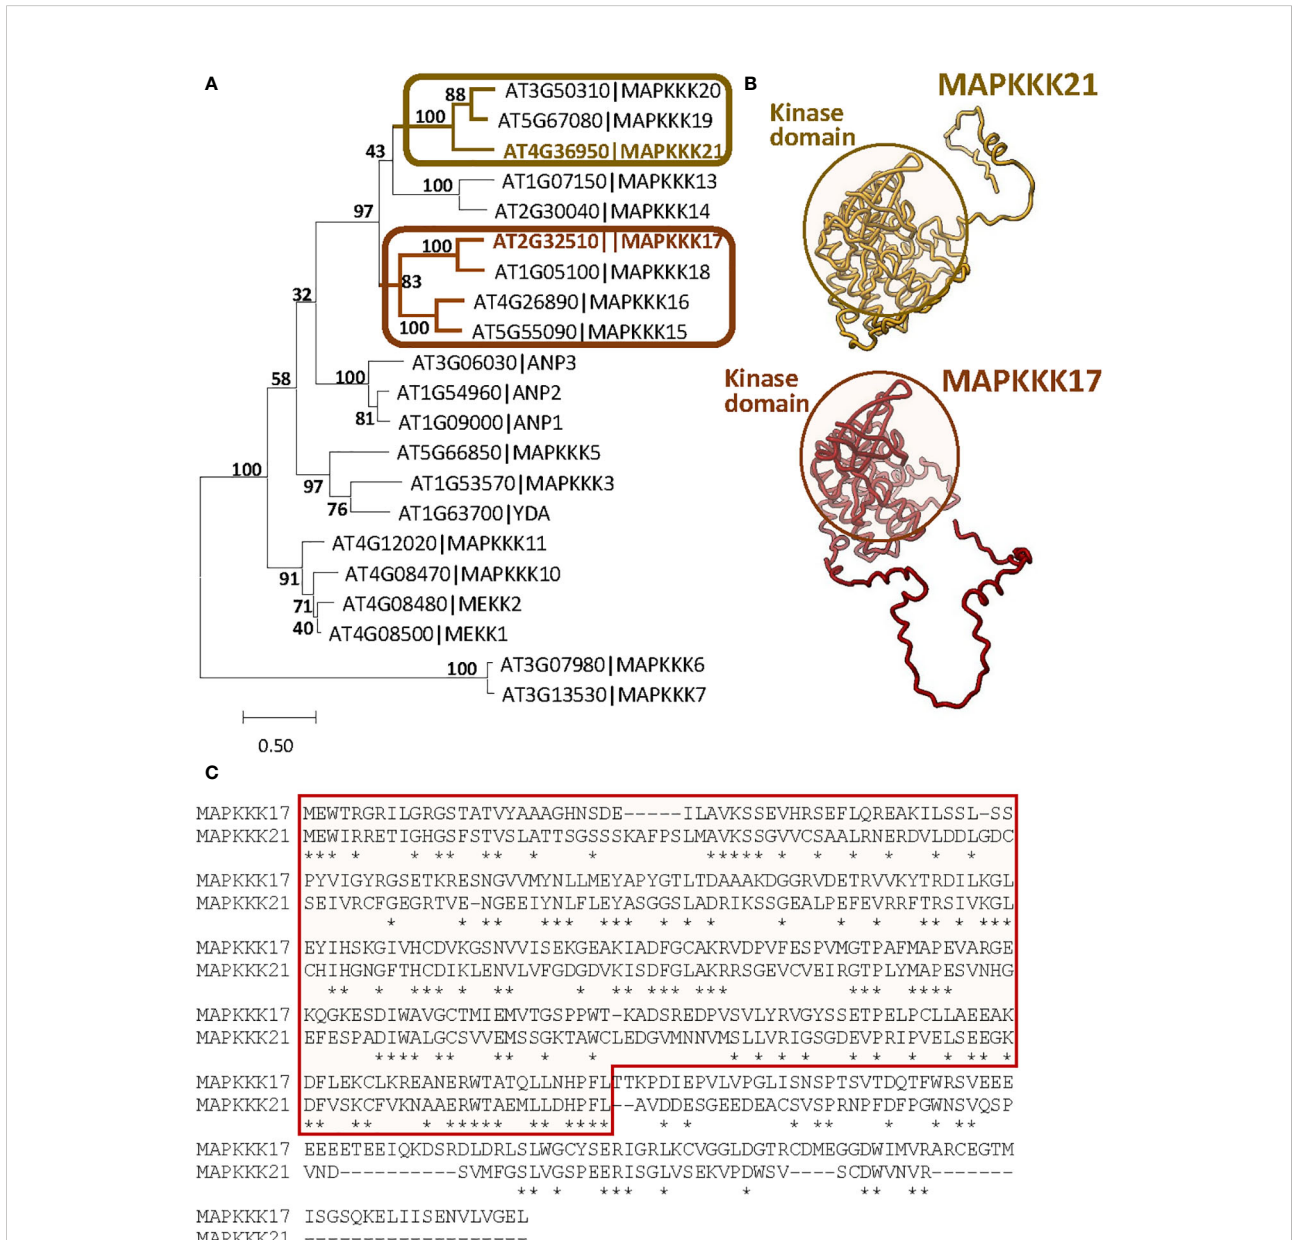 A
88
AT3G50310|MAPKKK20
100
AT5G67080|MAPKKK19
AT4G36950|MAPKKK21
43
100
AT1G07150|MAPKKK13
AT2G30040|MAPKKK14
97
100
AT2G32510||MAPKKK17
AT1G05100|MAPKKK18
83
AT4G26890|MAPKKK16
100
AT5G55090|MAPKKK15
32
AT3G06030|ANP3
100
AT1G54960|ANP2
81
AT1G09000|ANP1
58
AT5G66850|MAPKKK5
97
AT1G53570|MAPKKK3
76
AT1G63700|YDA
100
AT4G12020|MAPKKK11
91
AT4G08470|MAPKKK10
71
AT4G08480|MEKK2
40
AT4G08500|MEKK1
100
AT3G07980|MAPKKK6
AT3G13530|MAPKKK7
0.50
B
MAPKKK21
Kinase
domain
MAPKKK17
Kinase
domain
C
MAPKKK17 MEWTRGRILGRGSTATVYAAAGHNSDE-----ILAVKSSEVHRSEFLQREAKILSSL-SS
MAPKKK21 MEWIRRETIGHGSFSTVSLATTSGSSSKAFPSLMAVKSSGVVCSAALRNERDVLDDLGDC
*** * * ** ** * * ***** * * * * * *
MAPKKK17 PYVIGYRGSETKRESNGVVMYNLLMEYAPYGTLTDAAAKDGGRVDETRVVKYTRDILKGL
MAPKKK21 SEIVRCFGEGRTVE-NGEEIYNLFLEYASGGSLADRIKSSGEALPEFEVRRFTRSIVKGL
* * ** *** *** * * * * * * ** * ***
MAPKKK17 EYIHSKGIVHCDVKGSNVVISEKGEAKIADFGCAKRVDPVFESPVMGTPAFMAPEVARGE
MAPKKK21 CHIHGNGFTHCDIKLENVLVFGDGDVKISDFGLAKRRSGEVCVEIRGTPLYMAPESVNHG
** * *** * ** * ** *** *** *** ****
MAPKKK17 KQGKESDIWAVGCTMIEMVTGSPPWT-KADSREDPVSVLYRVGYSSETPELPCLLAEEAK
MAPKKK21 EFESPADIWALGCSVVEMSSGKTAWCLEDGVMNNVMSLLVRIGSGDEVPRIPVELSEEGK
**** ** ** * * * * * * * * * ** *
MAPKKK17 DFLEKCLKREANERWTATQLLNHPFLTTKPDIEPVLVPGLISNSPTSVTDQTFWRSVEEE
MAPKKK21 DFVSKCFVKNAAERWTAEMLLDHPFL--AVDDESGEEDEACSVSPRNPFDFPGWNSVQSP
** ** * ***** ** **** * * * ** * * **
MAPKKK17 EEEETEEIQKDSRDLDRLSLWGCYSERIGRLKCVGGLDGTRCDMEGGDWIMVRARCEGTM
MAPKKK21 VND----------SVMFGSLVGSPEERISGLVSEKVPDWSV----SCDWVNVR-------
** * *** * * ** **
MAPKKK17 ISGSQKELIISENVLVGEL
MAPKKK21 -------------------